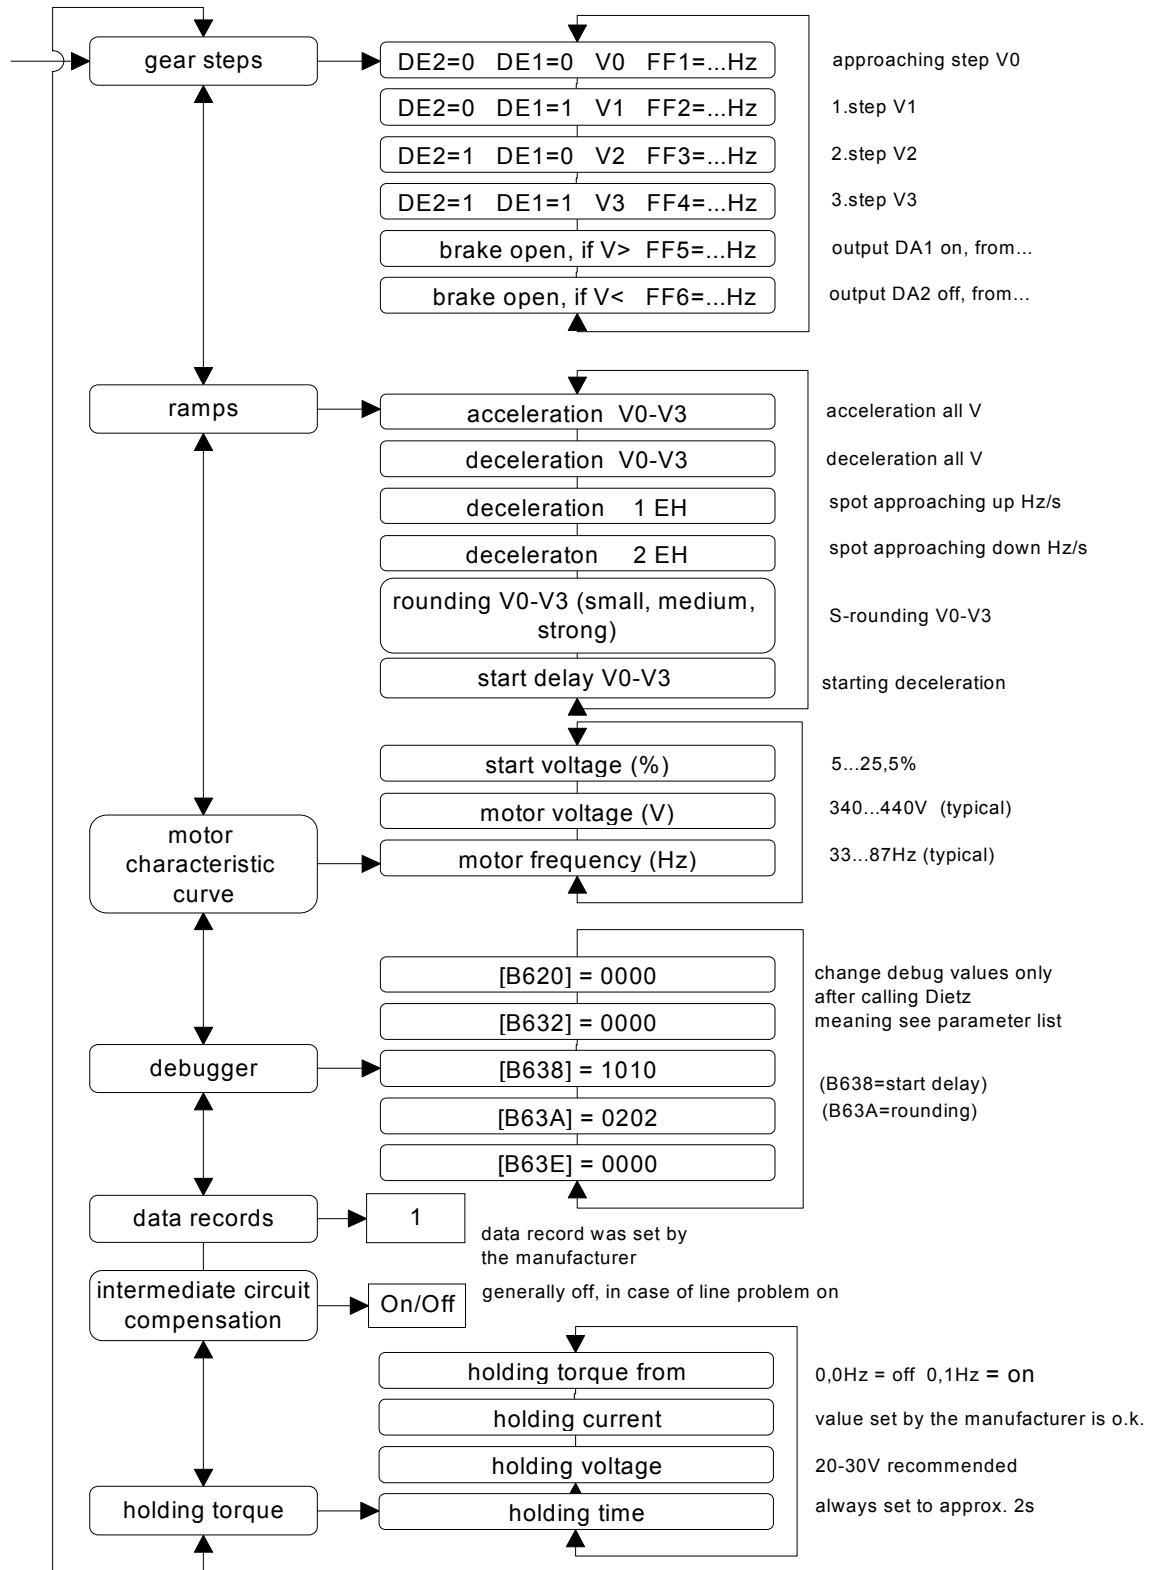 gear steps
DE2=0 DE1=0 V0 FF1=...Hz
approaching step V0
DE2=0 DE1=1 V1 FF2=...Hz
1.step V1
DE2=1 DE1=0 V2 FF3=...Hz
2.step V2
DE2=1 DE1=1 V3 FF4=...Hz
3.step V3
brake open, if V> FF5=...Hz
output DA1 on, from...
brake open, if V< FF6=...Hz
output DA2 off, from...
ramps
acceleration V0-V3
acceleration all V
deceleration V0-V3
deceleration all V
deceleration 1 EH
spot approaching up Hz/s
deceleraton 2 EH
spot approaching down Hz/s
rounding V0-V3 (small, medium,
strong)
S-rounding V0-V3
start delay V0-V3
starting deceleration
motor
characteristic
curve
start voltage (%)
5...25,5%
motor voltage (V)
340...440V (typical)
motor frequency (Hz)
33...87Hz (typical)
debugger
[B620] = 0000
change debug values only
after calling Dietz
meaning see parameter list
[B632] = 0000
[B638] = 1010
(B638=start delay)
(B63A=rounding)
[B63A] = 0202
[B63E] = 0000
data records
1
data record was set by
the manufacturer
intermediate circuit
compensation
On/Off
generally off, in case of line problem on
holding torque from
0,0Hz = off 0,1Hz = on
holding current
value set by the manufacturer is o.k.
holding voltage
20-30V recommended
holding torque
holding time
always set to approx. 2s